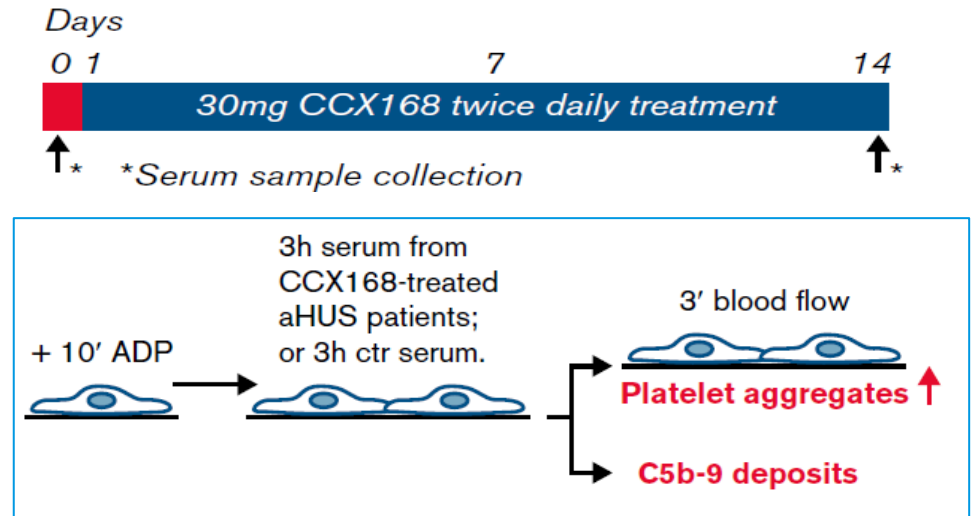 Days
0 1 7 14
30mg CCX168 twice daily treatment
* *Serum sample collection *
3h serum from
CCX168-treated
aHUS patients;
or 3h ctr serum.
+ 10′ ADP
3′ blood flow
Platelet aggregates
C5b-9 deposits